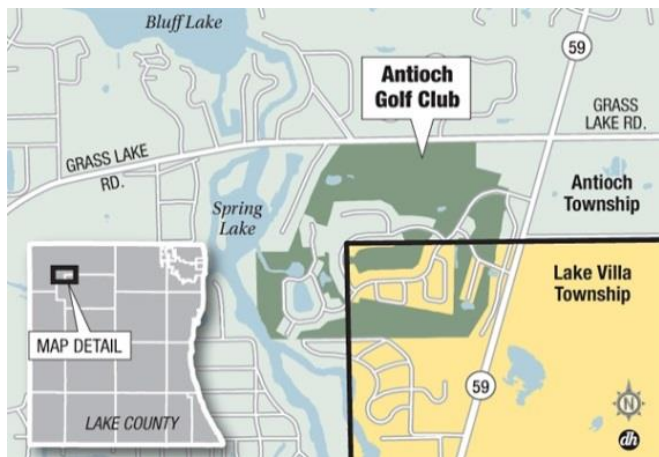 Bluff Lake
59
Antioch
Golf Club
GRASS
LAKE RD.
GRASS LAKE
RD.
Antioch
Township
Spring
Lake
Lake Villa
Township
MAP DETAIL
59
LAKE COUNTY
N
dh